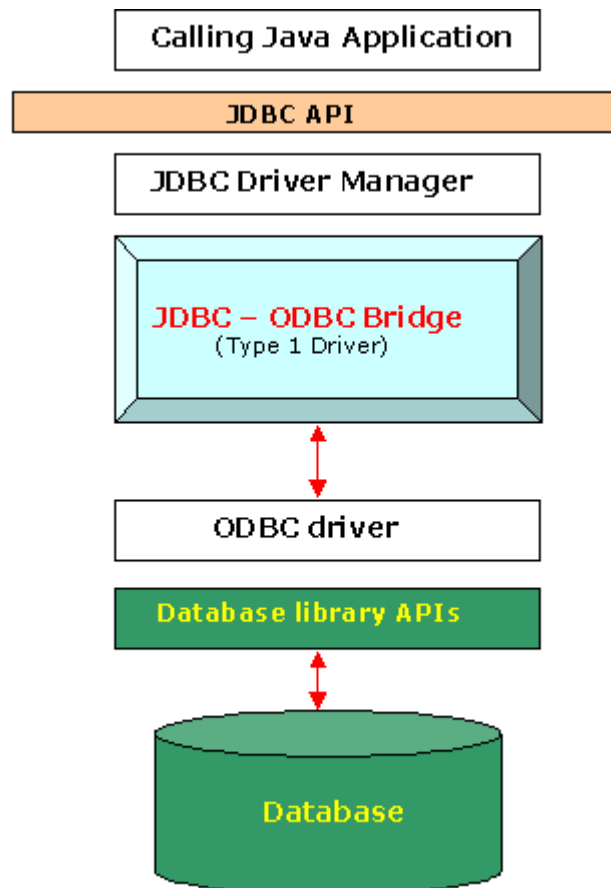 Calling Java Application
JDBC API
JDBC Driver Manager
JDBC – ODBC Bridge
(Type 1 Driver)
ODBC driver
Database library APIs
Database